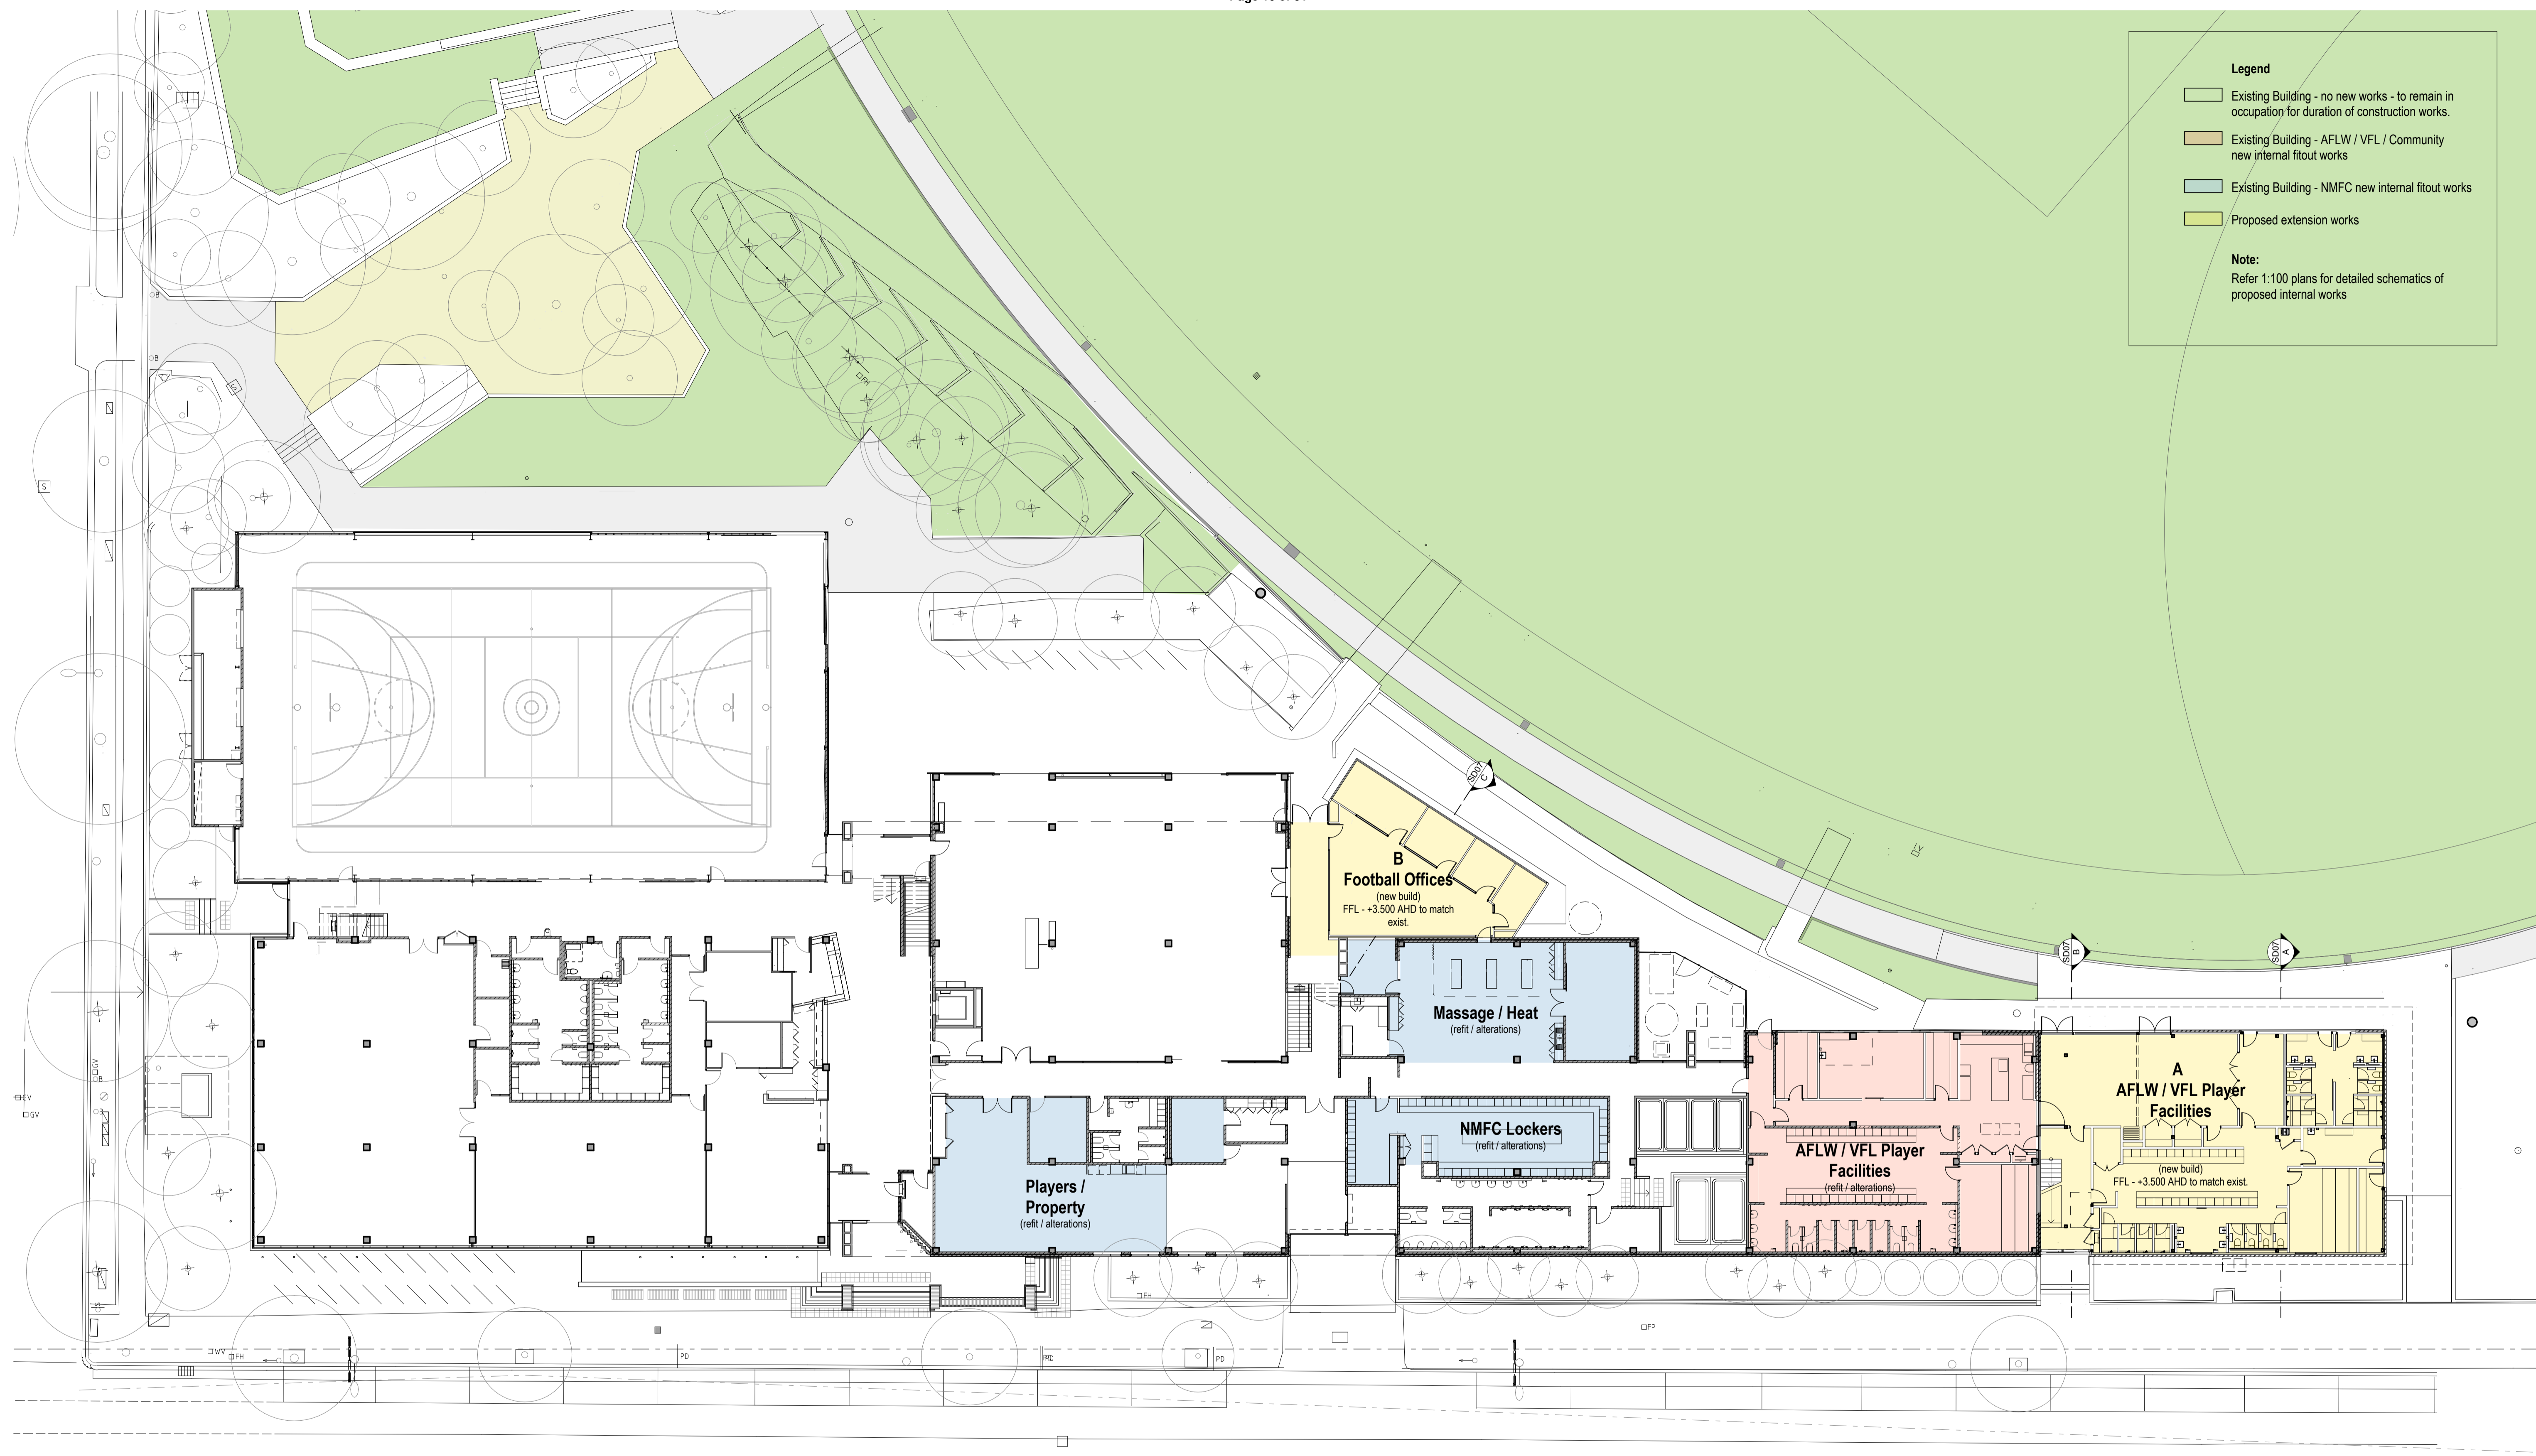 Legend
Existing Building - no new works - to remain in
occupation for duration of construction works.
Existing Building - AFLW / VFL / Community
new internal fitout works
Existing Building - NMFC new internal fitout works
Proposed extension works
Note:
Refer 1:100 plans for detailed schematics of
proposed internal works
B
B
S
S
FH
SD07
C
B
Football Offices
(new build)
FFL - +3.500 AHD to match
exist.
SD07
B
SD07
A
Massage / Heat
(refit / alterations)
A
AFLW / VFL Player
Facilities
(new build)
FFL - +3.500 AHD to match exist.
NMFC Lockers
(refit / alterations)
AFLW / VFL Player
Facilities
(refit / alterations)
Players /
Property
(refit / alterations)
GV
B
GV
GV
B
S
FH
FP
WV
FH
PD
PD
PD